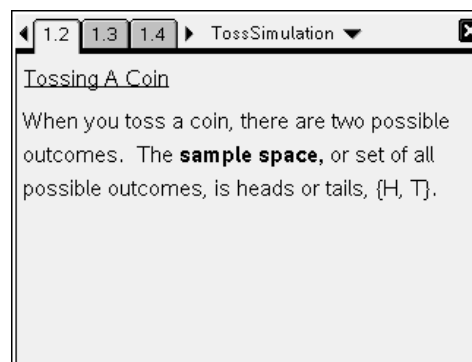 1.2 1.3 1.4 TossSimulation
Tossing A Coin
When you toss a coin, there are two possible
outcomes. The sample space, or set of all
possible outcomes, is heads or tails, {H, T}.